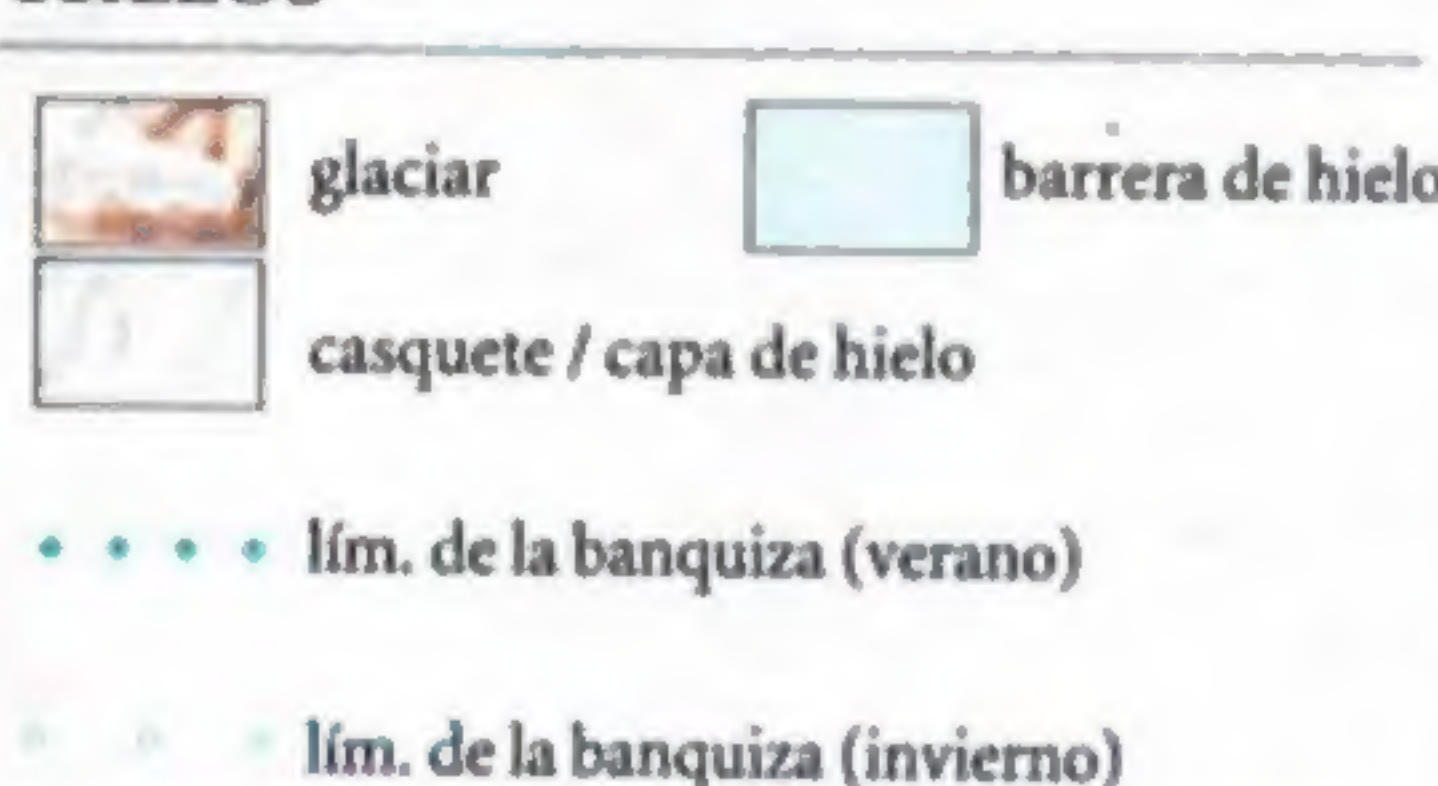 glaciar
barrera de hielo
casquete / capa de hielo
lím. de la banquiza (verano)
lím. de la banquiza (invierno)